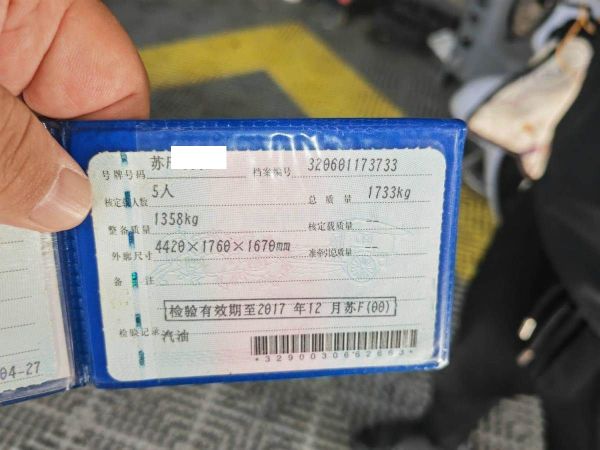 号牌号码 苏F 档案编号 320601173733
核定载人数 5人 总质量 1733kg
整备质量 1358kg 核定载质量 --
外廓尺寸 4420×1760×1670mm 准牵引总质量 --
备注
检验有效期至2017年12月苏F(00)
检验记录 汽油
*3290030662663*
04-27